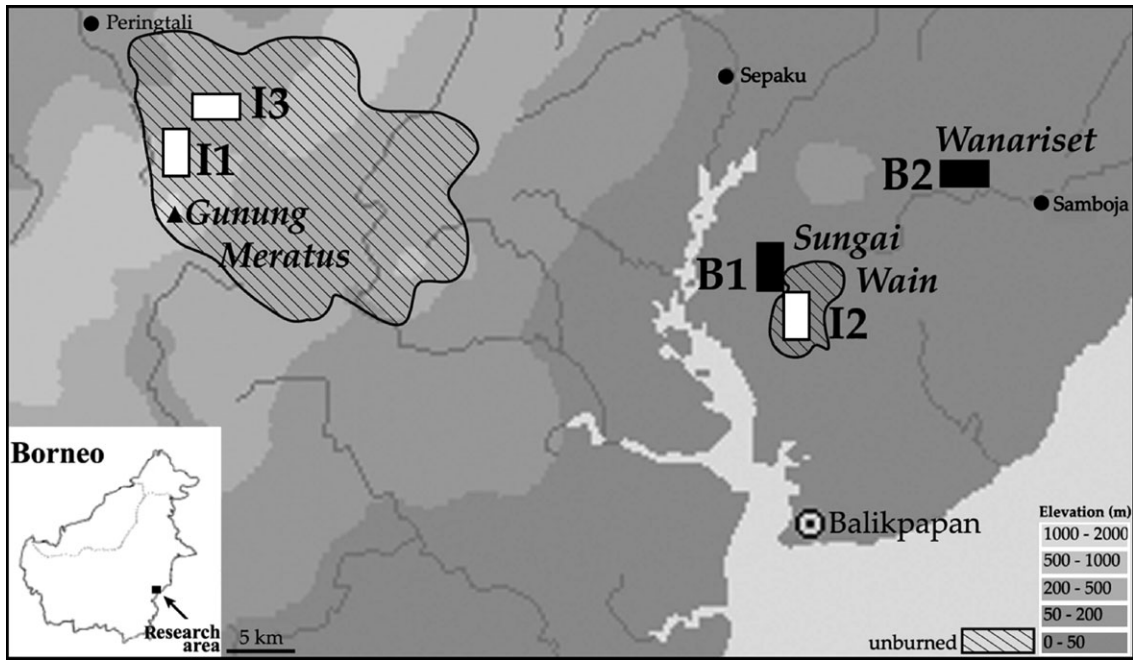 Peringtali
I3
I1
Gunung
Meratus
Sepaku
Wanariset
B2
Samboja
Sungai
B1
Wain
I2
Borneo
Research
area
5 km
Balikpapan
Elevation (m)
1000 - 2000
500 - 1000
200 - 500
50 - 200
0 - 50
unburned